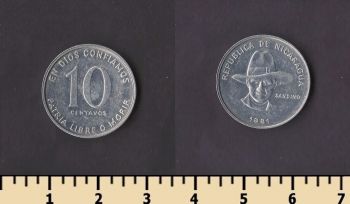 EN DIOS CONFIAMOS
10
CENTAVOS
PATRIA LIBRE O MORIR
REPUBLICA DE NICARAGUA
SANDINO
1981
1 2 3 4 5 6 7